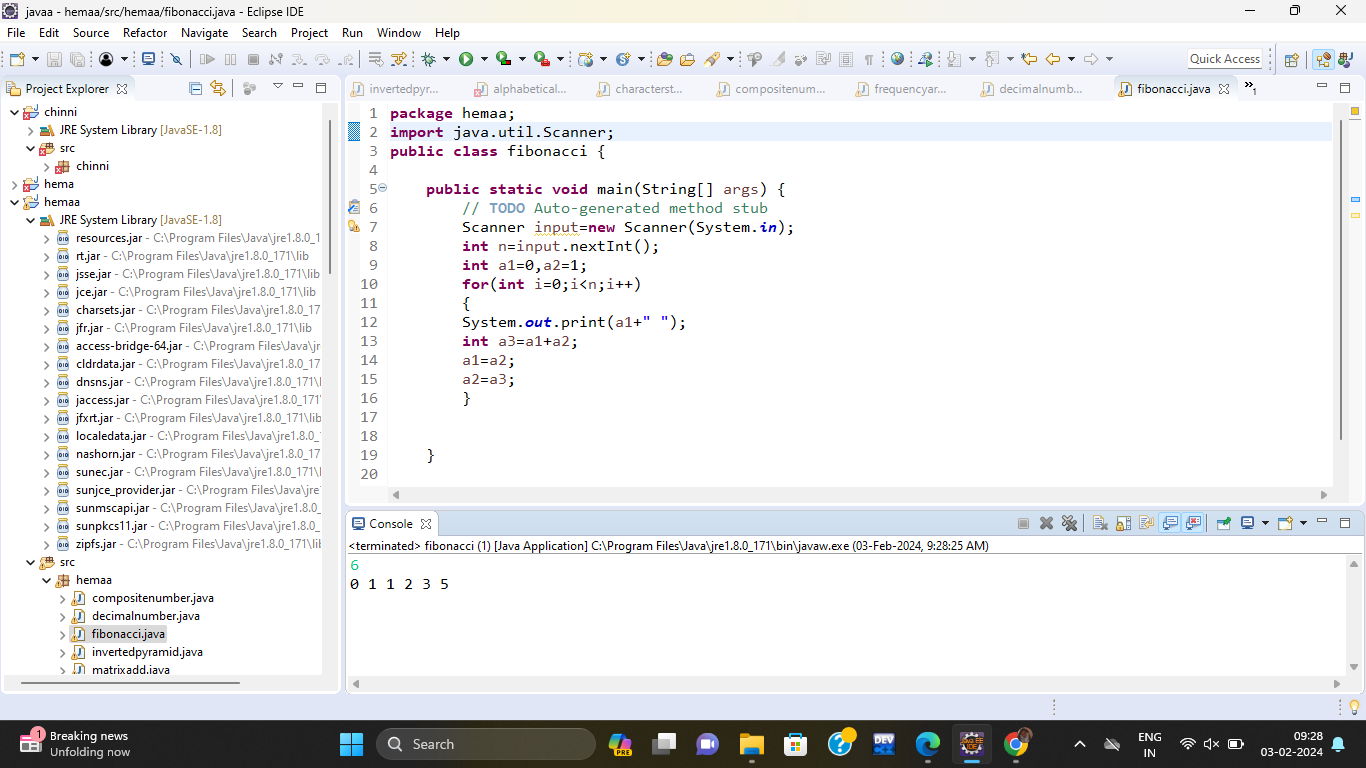 javaa - hemaa/src/hemaa/fibonacci.java - Eclipse IDE
File Edit Source Refactor Navigate Search Project Run Window Help
Quick Access
Project Explorer
chinni
JRE System Library [JavaSE-1.8]
src
chinni
hema
hemaa
JRE System Library [JavaSE-1.8]
resources.jar - C:\Program Files\Java\jre1.8.0_1
rt.jar - C:\Program Files\Java\jre1.8.0_171\lib
jsse.jar - C:\Program Files\Java\jre1.8.0_171\lib
jce.jar - C:\Program Files\Java\jre1.8.0_171\lib
charsets.jar - C:\Program Files\Java\jre1.8.0_17
jfr.jar - C:\Program Files\Java\jre1.8.0_171\lib
access-bridge-64.jar - C:\Program Files\Java\jr
cldrdata.jar - C:\Program Files\Java\jre1.8.0_17
dnsns.jar - C:\Program Files\Java\jre1.8.0_171\l
jaccess.jar - C:\Program Files\Java\jre1.8.0_171
jfxrt.jar - C:\Program Files\Java\jre1.8.0_171\lib
localedata.jar - C:\Program Files\Java\jre1.8.0_
nashorn.jar - C:\Program Files\Java\jre1.8.0_17
sunec.jar - C:\Program Files\Java\jre1.8.0_171\l
sunjce_provider.jar - C:\Program Files\Java\jre
sunmscapi.jar - C:\Program Files\Java\jre1.8.0_
sunpkcs11.jar - C:\Program Files\Java\jre1.8.0_
zipfs.jar - C:\Program Files\Java\jre1.8.0_171\lil
src
hemaa
compositenumber.java
decimalnumber.java
fibonacci.java
invertedpyramid.java
matrixadd.java
invertedpyr... alphabetical... characterst... compositenum... frequencyar... decimalnumb... fibonacci.java »1
1 package hemaa;
2 import java.util.Scanner;
3 public class fibonacci {
4
5 public static void main(String[] args) {
6 // TODO Auto-generated method stub
7 Scanner input=new Scanner(System.in);
8 int n=input.nextInt();
9 int a1=0,a2=1;
10 for(int i=0;i<n;i++)
11 {
12 System.out.print(a1+" ");
13 int a3=a1+a2;
14 a1=a2;
15 a2=a3;
16 }
17
18
19 }
20
Console
<terminated> fibonacci (1) [Java Application] C:\Program Files\Java\jre1.8.0_171\bin\javaw.exe (03-Feb-2024, 9:28:25 AM)
6
0 1 1 2 3 5
1
Breaking news
Unfolding now
Search
PRE
DEV
ENG
IN
09:28
03-02-2024